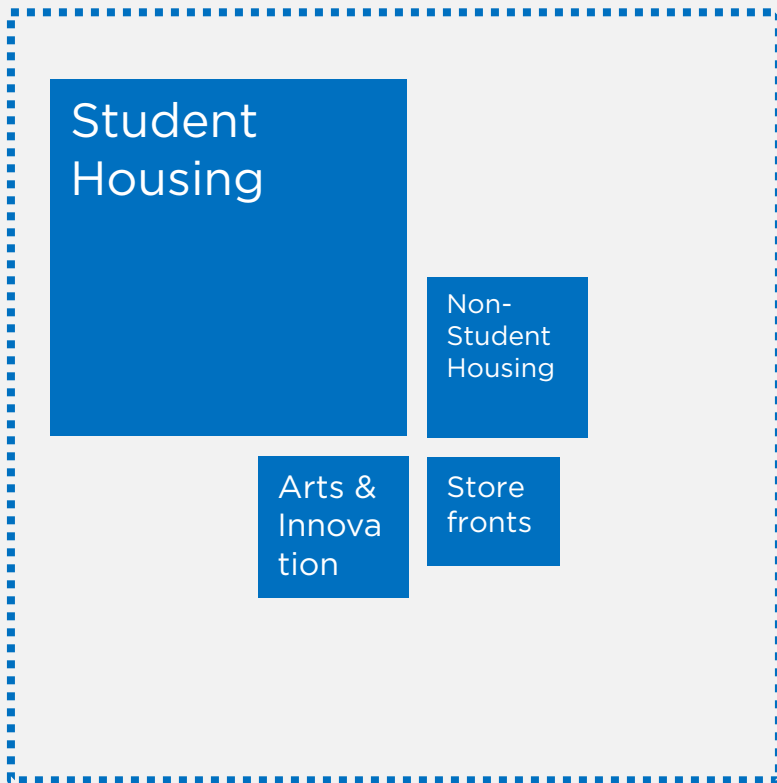 Student
Housing
Non-
Student
Housing
Arts &
Innova
tion
Store
fronts